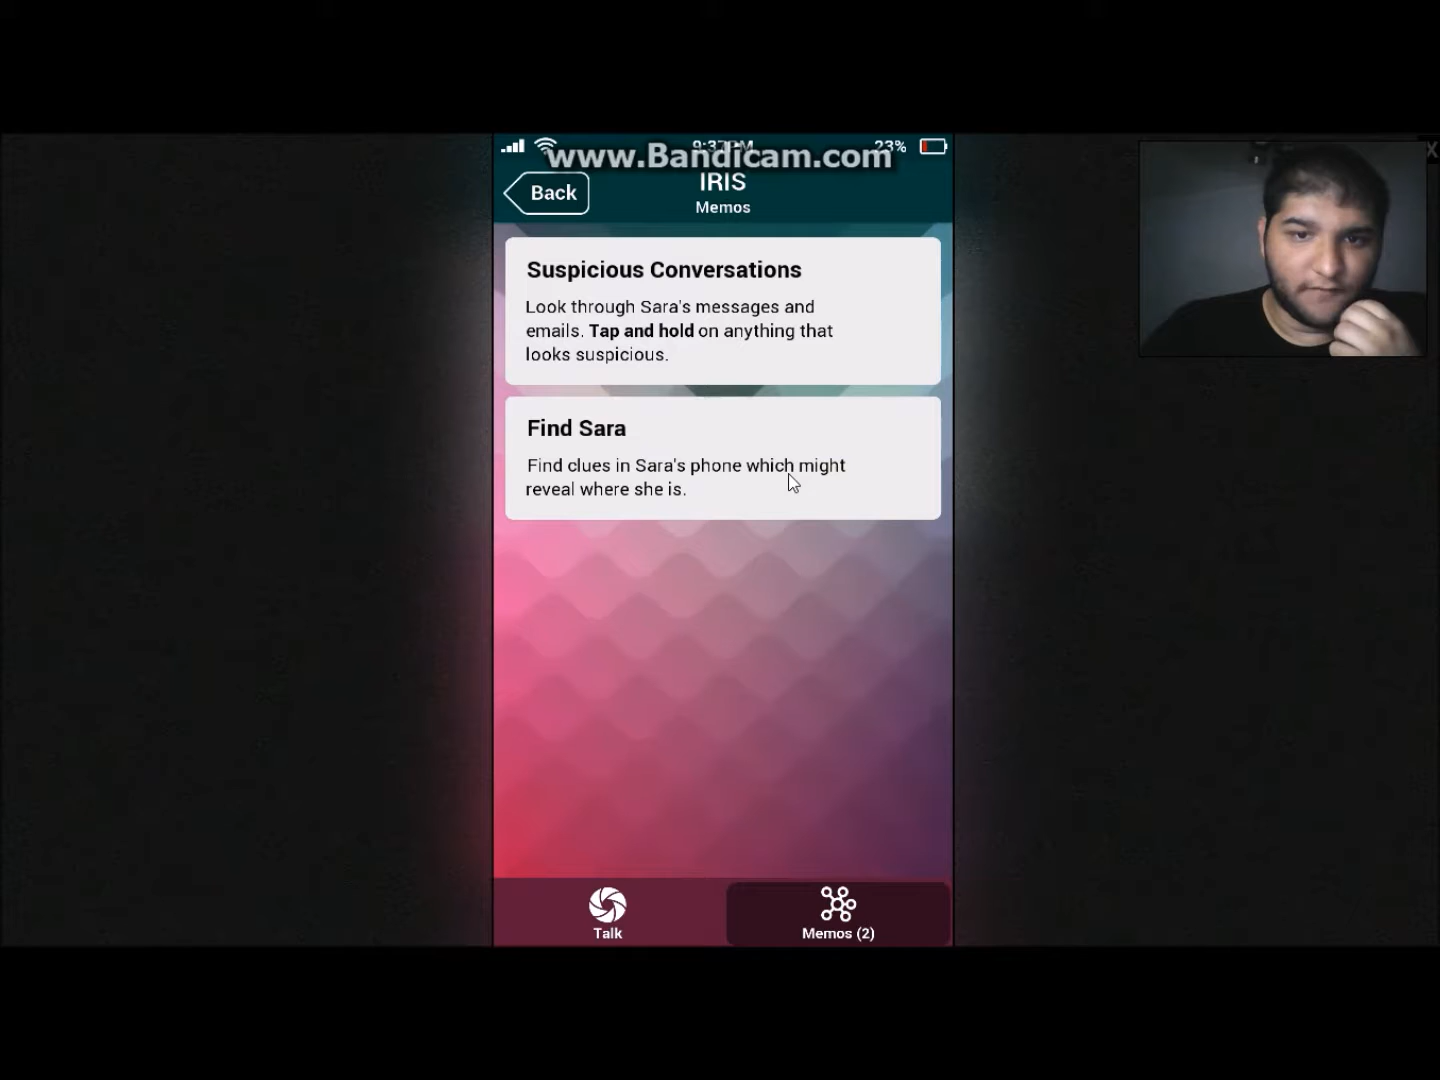 9:37PM 23%
www.Bandicam.com
Back
IRIS
Memos
Suspicious Conversations
Look through Sara's messages and
emails. Tap and hold on anything that
looks suspicious.
Find Sara
Find clues in Sara's phone which might
reveal where she is.
Talk
Memos (2)
X